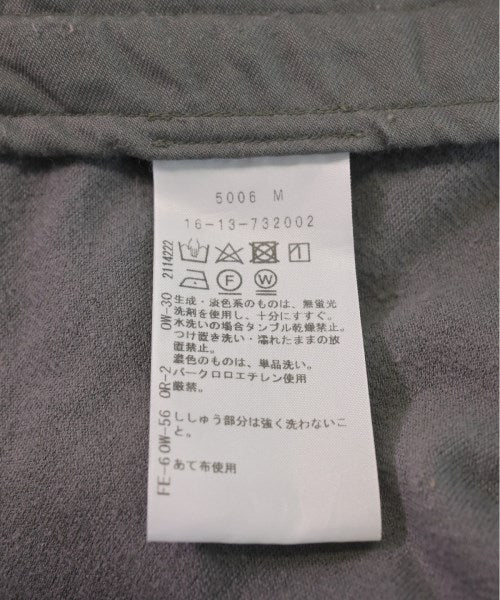 5006 M
16-13-732002
F W
生成・淡色系のものは、無蛍光
洗剤を使用し、十分にすすぐ。
水洗いの場合タンブル乾燥禁止。
つけ置き洗い・濡れたままの放
置禁止。
濃色のものは、単品洗い。
パークロロエチレン使用
厳禁。
ししゅう部分は強く洗わないこ
と。
あて布使用
FE-6 OW-56 OR-2 OW-30 2114222